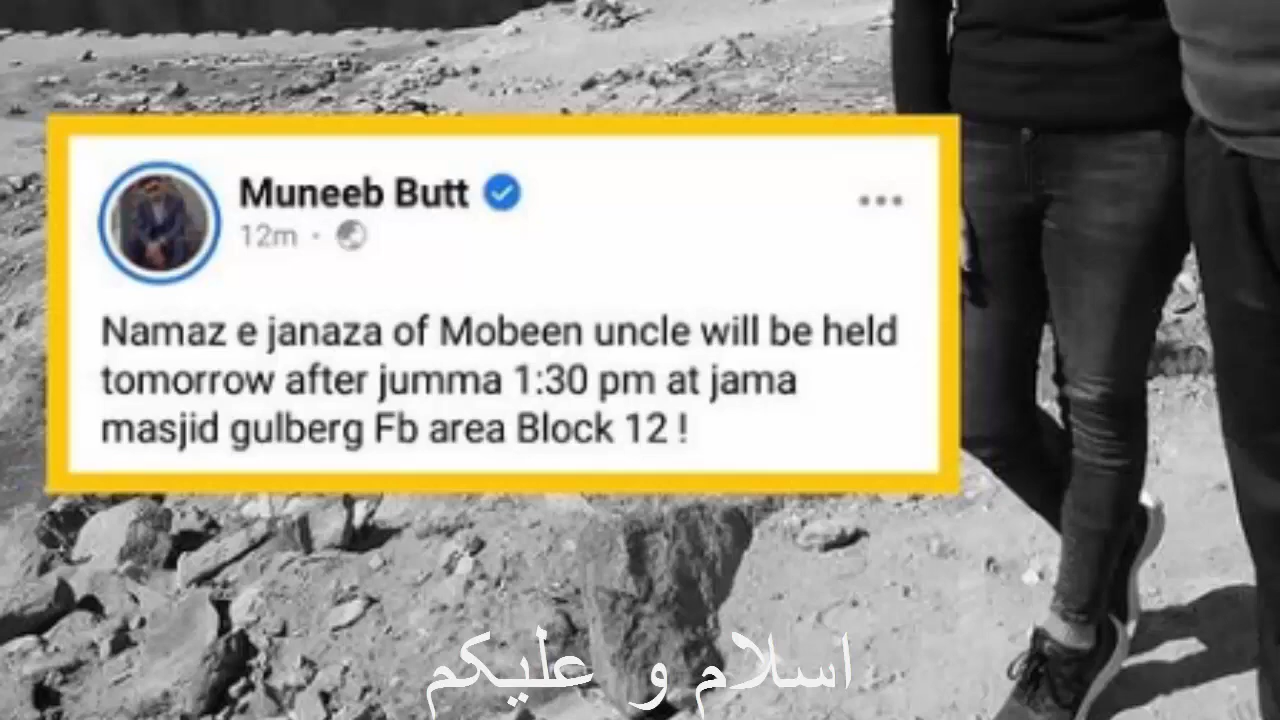 Muneeb Butt
12m
Namaz e janaza of Mobeen uncle will be held
tomorrow after jumma 1:30 pm at jama
masjid gulberg Fb area Block 12 !
اسلام و علیکم